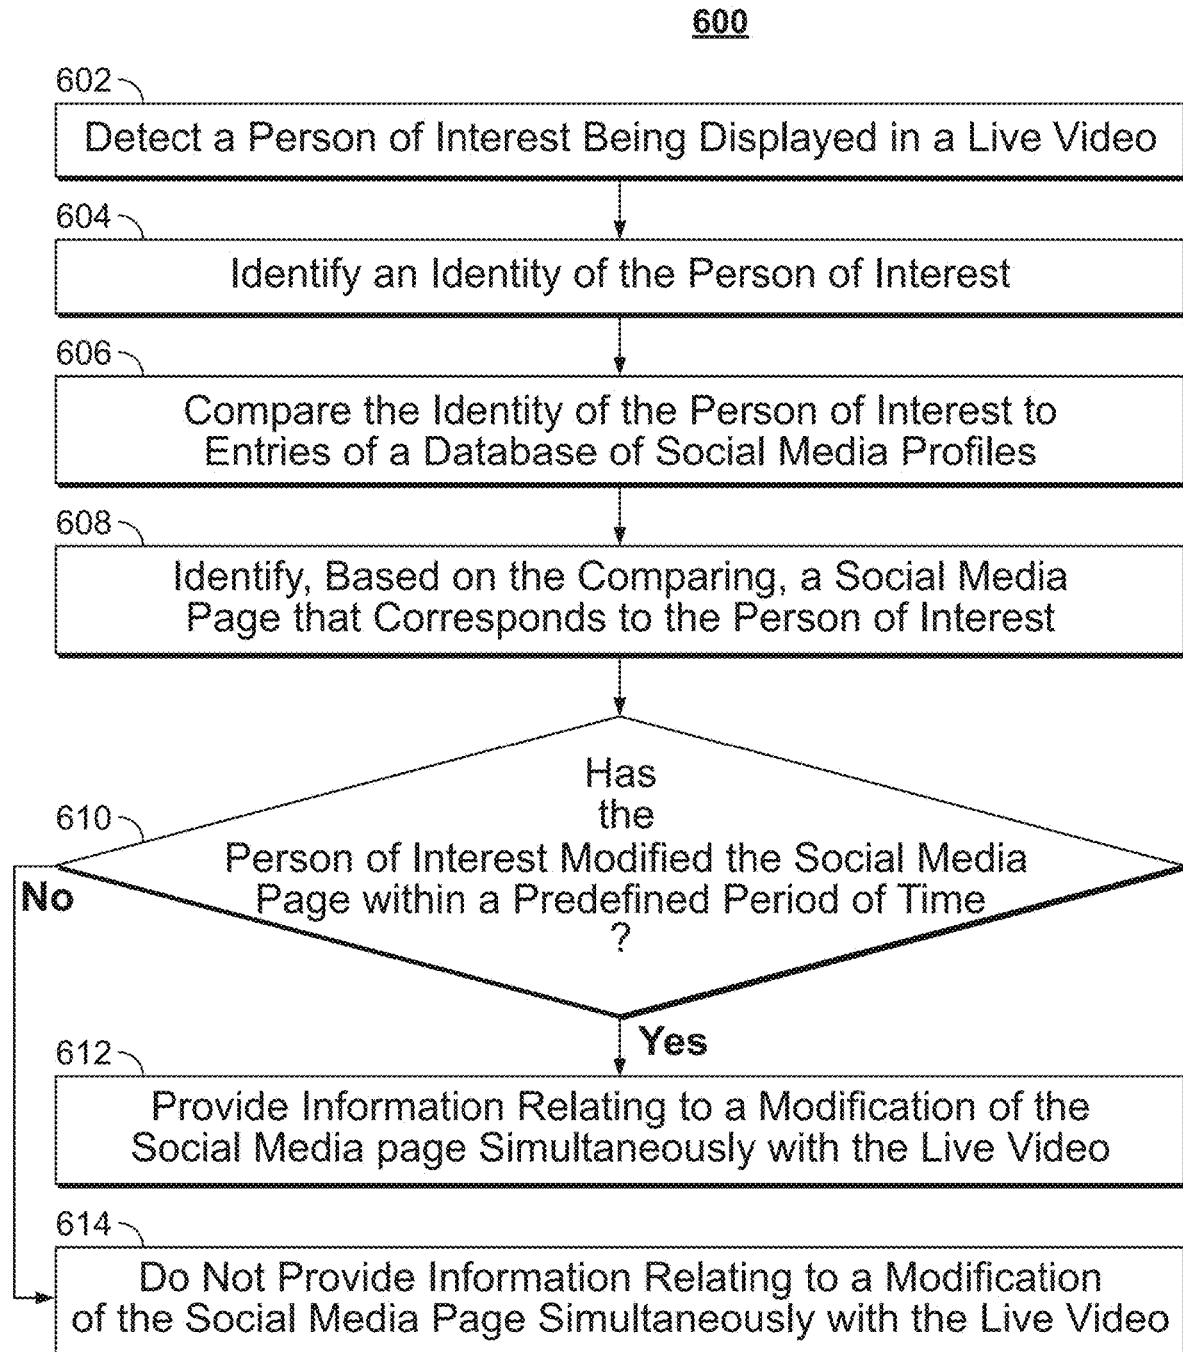 600
602
Detect a Person of Interest Being Displayed in a Live Video
604
Identify an Identity of the Person of Interest
606
Compare the Identity of the Person of Interest to
Entries of a Database of Social Media Profiles
608
Identify, Based on the Comparing, a Social Media
Page that Corresponds to the Person of Interest
610
Has
the
Person of Interest Modified the Social Media
Page within a Predefined Period of Time
?
No
Yes
612
Provide Information Relating to a Modification of the
Social Media page Simultaneously with the Live Video
614
Do Not Provide Information Relating to a Modification
of the Social Media Page Simultaneously with the Live Video